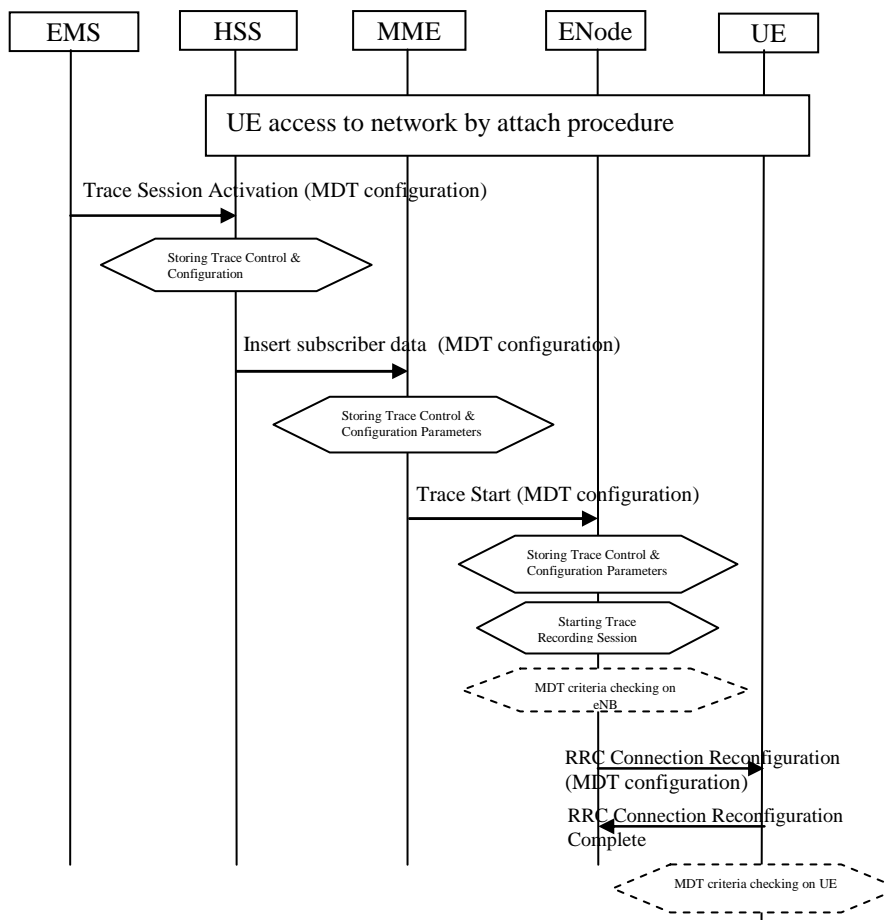 EMS
HSS
MME
ENode
UE
UE access to network by attach procedure
Trace Session Activation (MDT configuration)
Storing Trace Control &
Configuration
Insert subscriber data (MDT configuration)
Storing Trace Control &
Configuration Parameters
Trace Start (MDT configuration)
Storing Trace Control &
Configuration Parameters
Starting Trace
Recording Session
MDT criteria checking on
eNB
RRC Connection Reconfiguration
(MDT configuration)
RRC Connection Reconfiguration
Complete
MDT criteria checking on UE